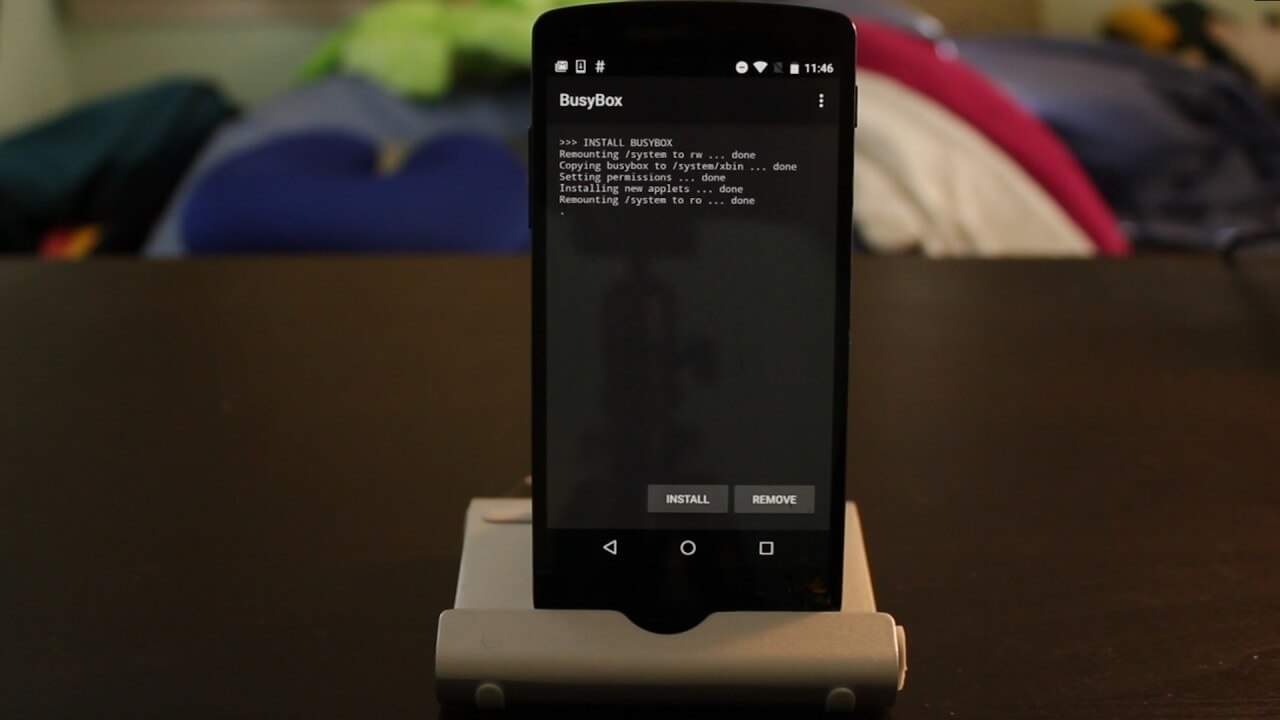 # 11:46
BusyBox
>>> INSTALL BUSYBOX
Remounting /system to rw ... done
Copying busybox to /system/xbin ... done
Setting permissions ... done
Installing new applets ... done
Remounting /system to ro ... done
.
INSTALL REMOVE